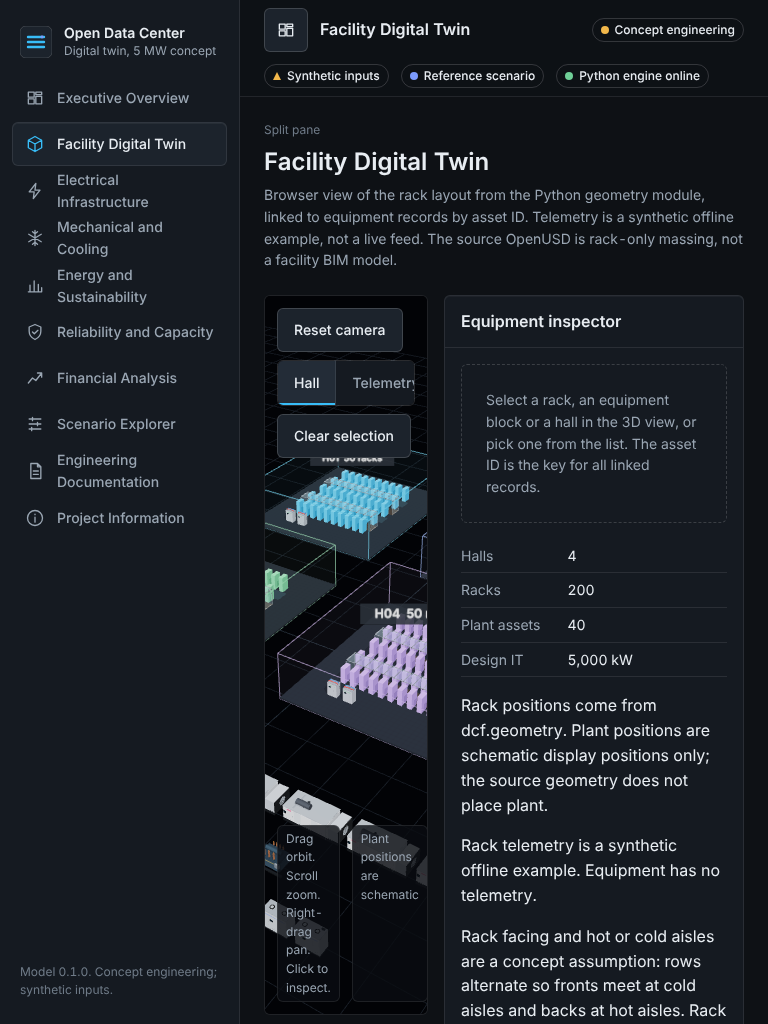 Open Data Center
Digital twin, 5 MW concept
Executive Overview
Facility Digital Twin
Electrical
Infrastructure
Mechanical and
Cooling
Energy and
Sustainability
Reliability and Capacity
Financial Analysis
Scenario Explorer
Engineering
Documentation
Project Information
Model 0.1.0. Concept engineering;
synthetic inputs.
Facility Digital Twin
Concept engineering
Synthetic inputs
Reference scenario
Python engine online
Split pane
Facility Digital Twin
Browser view of the rack layout from the Python geometry module,
linked to equipment records by asset ID. Telemetry is a synthetic offline
example, not a live feed. The source OpenUSD is rack-only massing, not
a facility BIM model.
Reset camera
Hall
Telemetry
Clear selection
H01 50 racks
H04 50
Drag
orbit.
Scroll
zoom.
Right-
drag
pan.
Click to
inspect.
Plant
positions
are
schematic
Equipment inspector
Select a rack, an equipment
block or a hall in the 3D view, or
pick one from the list. The asset
ID is the key for all linked
records.
Halls 4
Racks 200
Plant assets 40
Design IT 5,000 kW
Rack positions come from
dcf.geometry. Plant positions are
schematic display positions only;
the source geometry does not
place plant.
Rack telemetry is a synthetic
offline example. Equipment has no
telemetry.
Rack facing and hot or cold aisles
are a concept assumption: rows
alternate so fronts meet at cold
aisles and backs at hot aisles. Rack